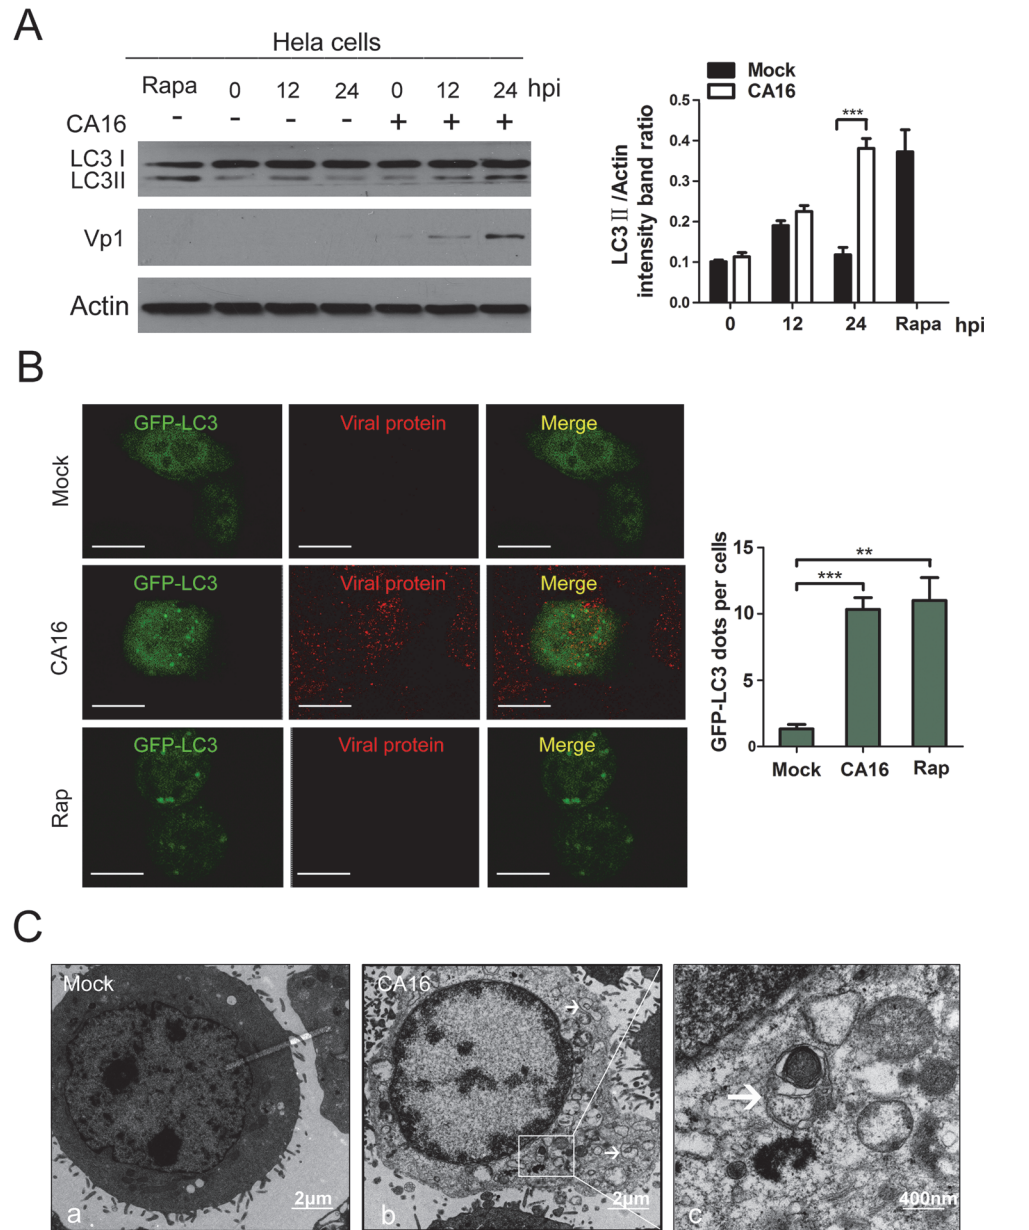 A
Hela cells
Rapa 0 12 24 0 12 24 hpi
CA16 - - - - + + +
LC3 I
LC3II
Vp1
Actin
Mock
CA16
***
LC3Ⅱ/Actin
intensity band ratio
0.5
0.4
0.3
0.2
0.1
0.0
0 12 24 Rapa hpi
B
Mock
GFP-LC3 Viral protein Merge
CA16
GFP-LC3 Viral protein Merge
Rap
GFP-LC3 Viral protein Merge
GFP-LC3 dots per cells
15
10
5
0
**
***
Mock CA16 Rap
C
Mock
2μm
a
CA16
2μm
b
400nm
c